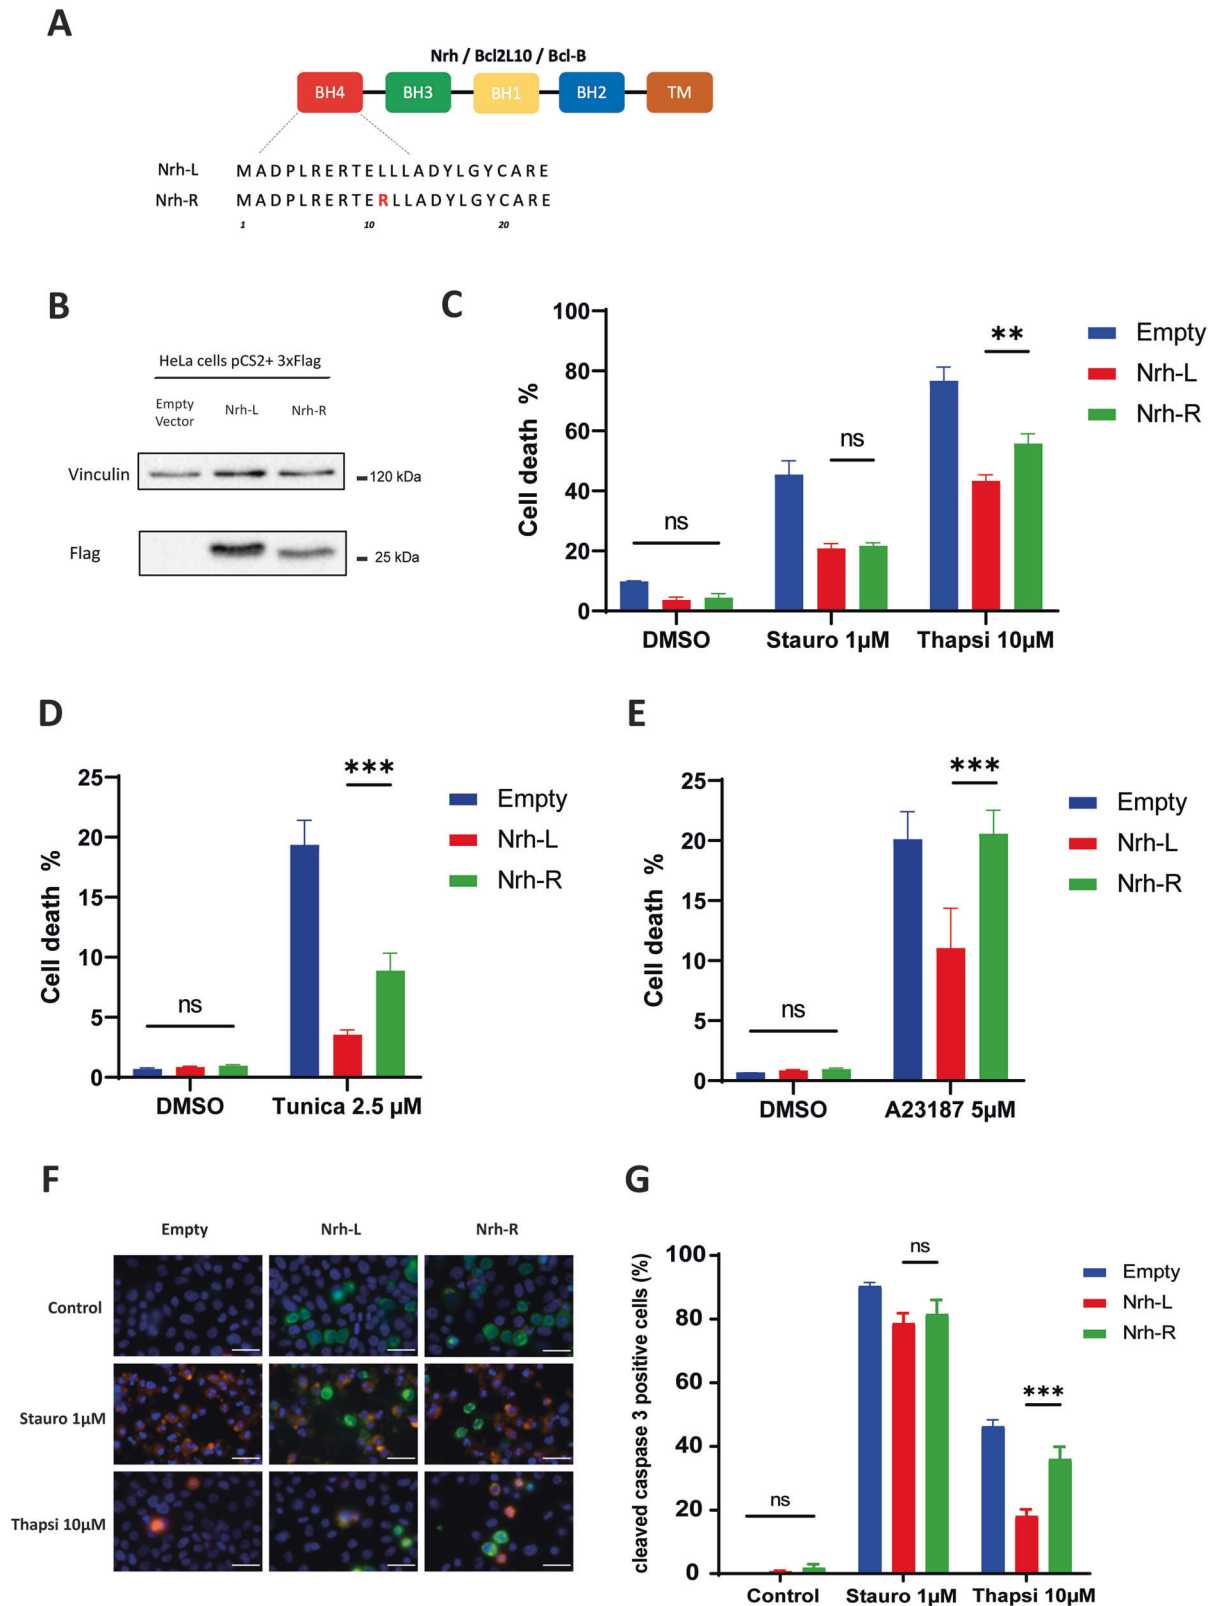 A
Nrh / Bcl2L10 / Bcl-B
BH4 BH3 BH1 BH2 TM
Nrh-L MADPLRERTELLLADYLGYCARE
Nrh-R MADPLRERTERLLADYLGYCARE
1 10 20
B
HeLa cells pCS2+ 3xFlag
Empty Vector Nrh-L Nrh-R
Vinculin 120 kDa
Flag 25 kDa
C
Cell death %
100
80
60
40
20
0
ns
ns
**
DMSO Stauro 1µM Thapsi 10µM
Empty
Nrh-L
Nrh-R
D
Cell death %
25
20
15
10
5
0
ns
***
DMSO Tunica 2.5 µM
Empty
Nrh-L
Nrh-R
E
Cell death %
25
20
15
10
5
0
ns
***
DMSO A23187 5µM
Empty
Nrh-L
Nrh-R
F
Empty Nrh-L Nrh-R
Control
Stauro 1µM
Thapsi 10µM
G
cleaved caspase 3 positive cells (%)
100
80
60
40
20
0
ns
ns
***
Control Stauro 1µM Thapsi 10µM
Empty
Nrh-L
Nrh-R